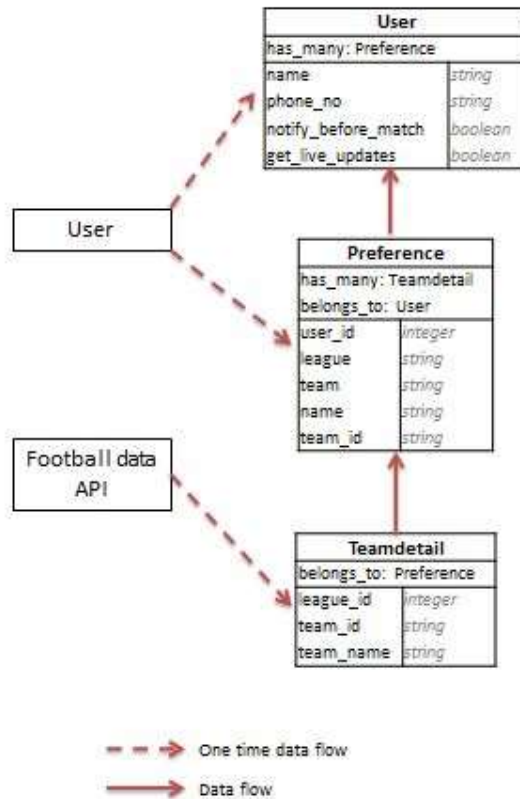 User
has_many: Preference
name string
phone_no string
notify_before_match boolean
get_live_updates boolean
User
Preference
has_many: Teamdetail
belongs_to: User
user_id integer
league string
team string
name string
team_id string
Football data
API
Teamdetail
belongs_to: Preference
league_id integer
team_id string
team_name string
One time data flow
Data flow